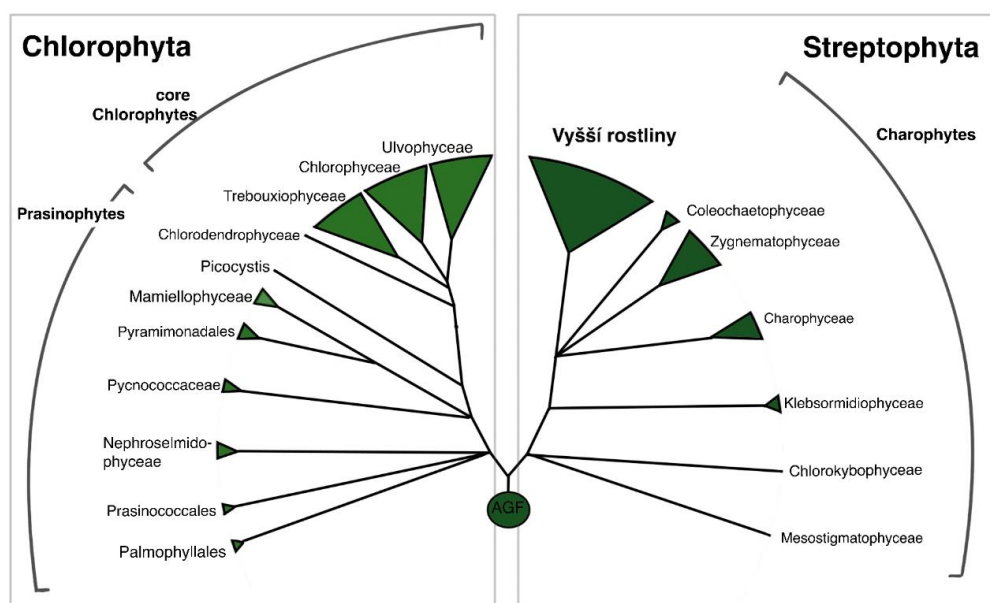 Chlorophyta
Streptophyta
core
Chlorophytes
Prasinophytes
Ulvophyceae
Chlorophyceae
Trebouxiophyceae
Chlorodendrophyceae
Picocystis
Mamiellophyceae
Pyramimonadales
Pycnococcaceae
Nephroselmido-
phyceae
Prasinococcales
Palmophyllales
AGF
Vyšší rostliny
Charophytes
Coleochaetophyceae
Zygnematophyceae
Charophyceae
Klebsormidiophyceae
Chlorokybophyceae
Mesostigmatophyceae